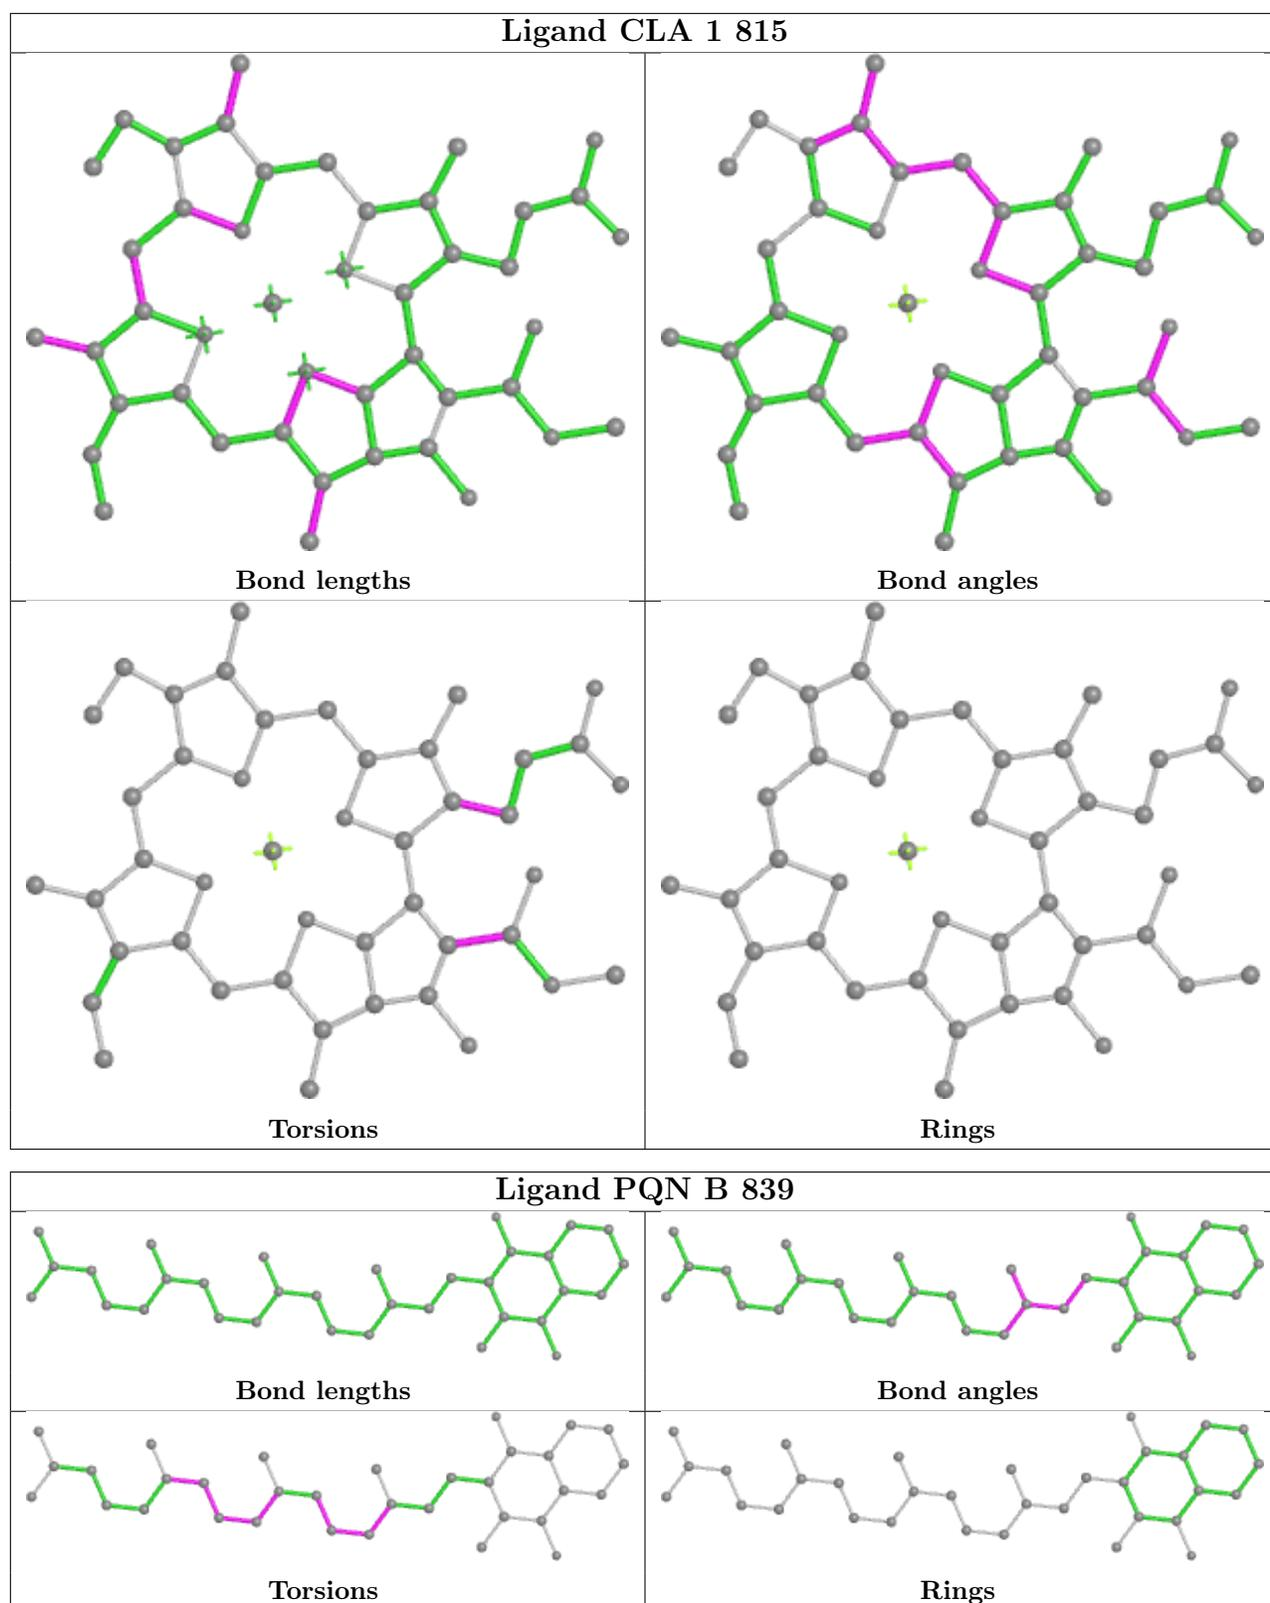 Ligand CLA 1 815
Bond lengths
Bond angles
Torsions
Rings
Ligand PQN B 839
Bond lengths
Bond angles
Torsions
Rings